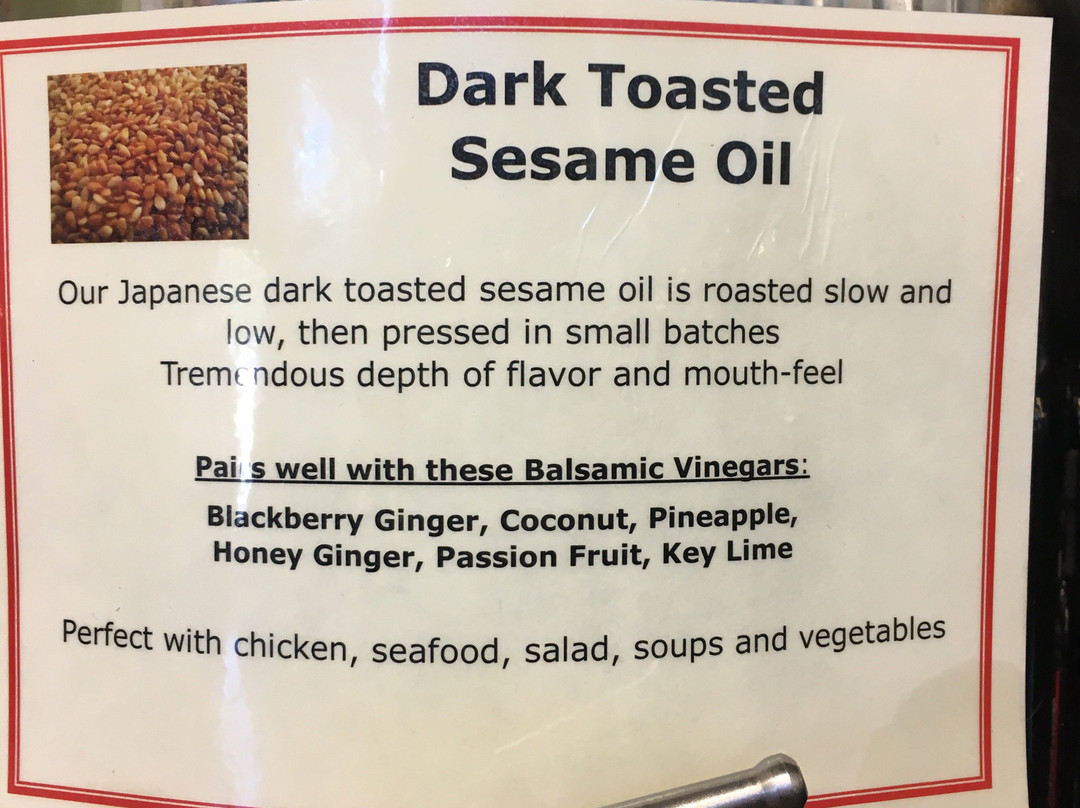 Dark Toasted
Sesame Oil
Our Japanese dark toasted sesame oil is roasted slow and
low, then pressed in small batches
Tremendous depth of flavor and mouth-feel
Pairs well with these Balsamic Vinegars:
Blackberry Ginger, Coconut, Pineapple,
Honey Ginger, Passion Fruit, Key Lime
Perfect with chicken, seafood, salad, soups and vegetables